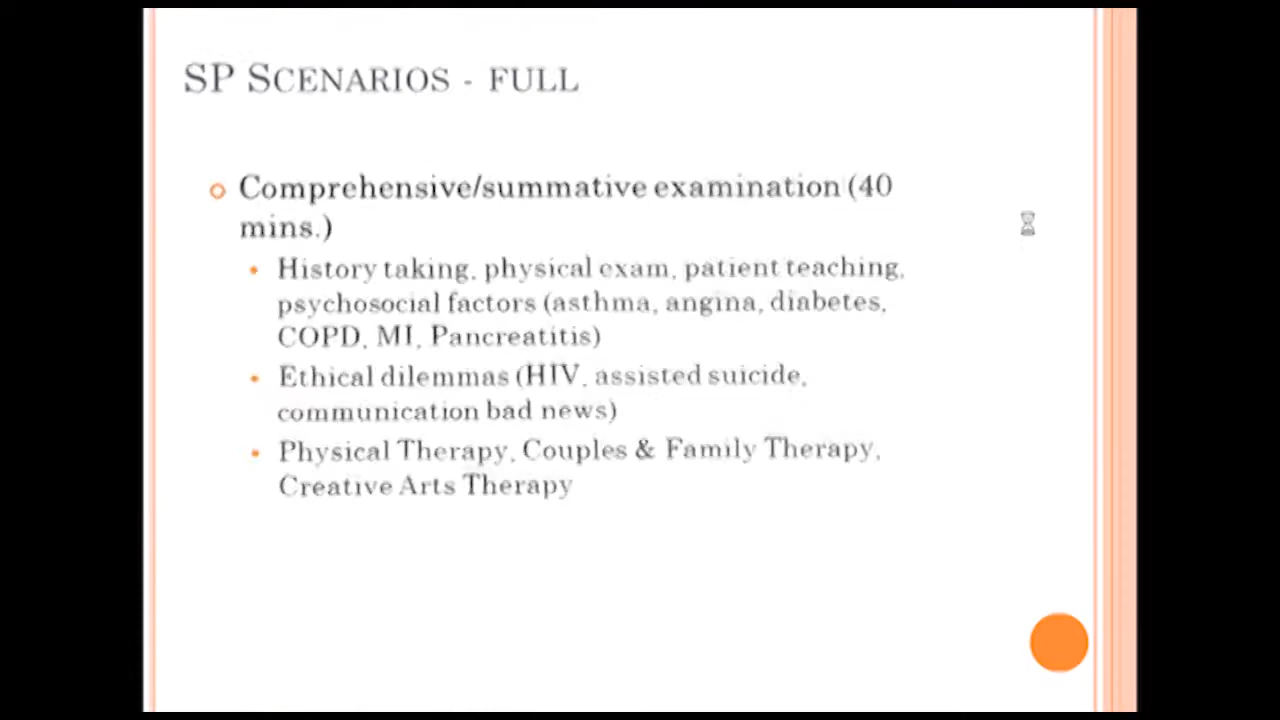 SP SCENARIOS - FULL
Comprehensive/summative examination (40
mins.)
History taking, physical exam, patient teaching,
psychosocial factors (asthma, angina, diabetes,
COPD, MI, Pancreatitis)
Ethical dilemmas (HIV, assisted suicide,
communication bad news)
Physical Therapy, Couples & Family Therapy,
Creative Arts Therapy